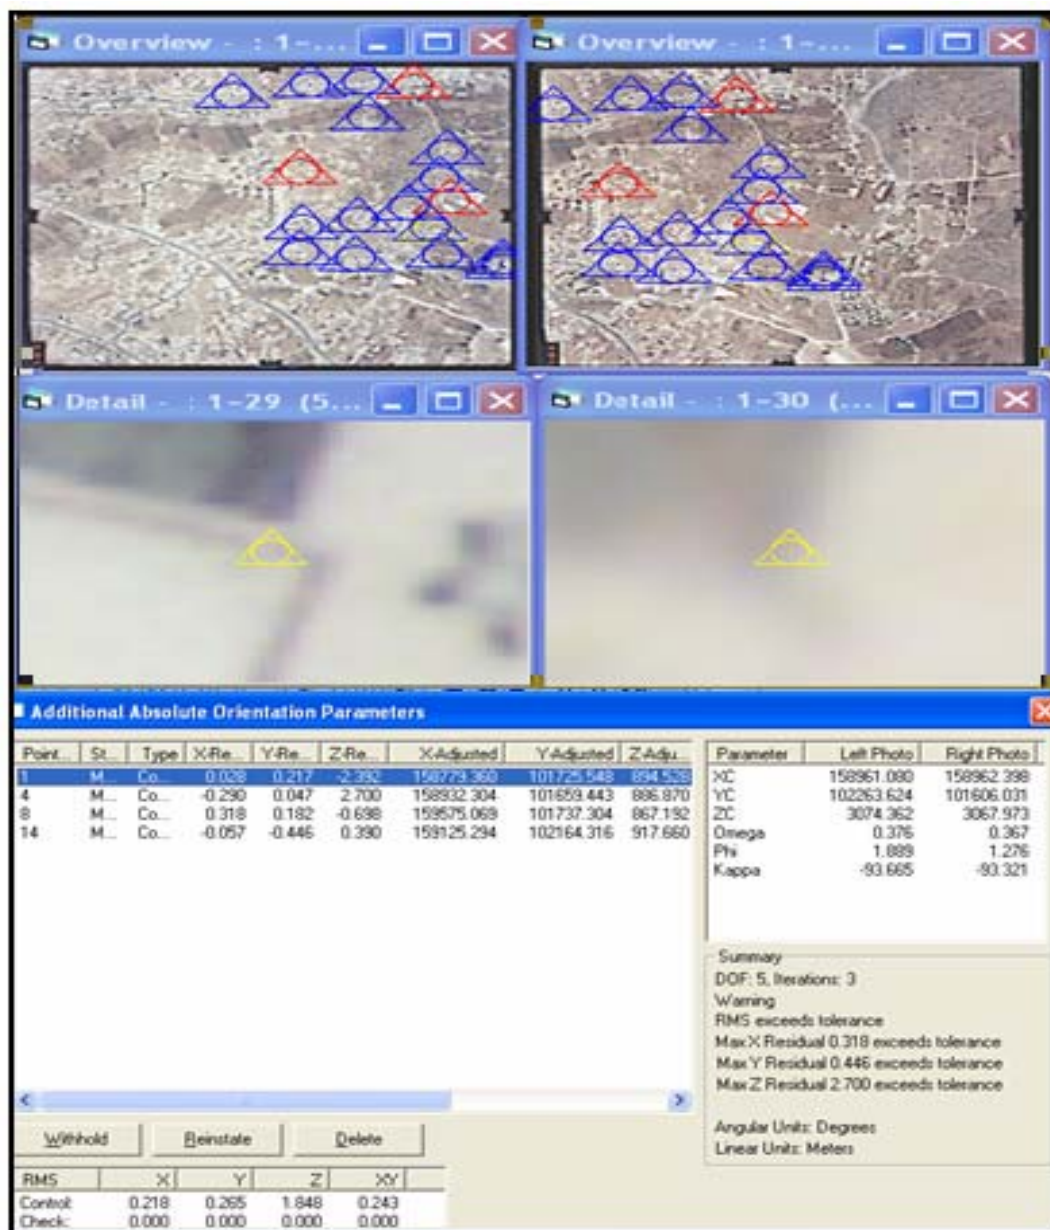 Overview - : 1-...
Overview - : 1-...
Detail - : 1-29 (5...
Detail - : 1-30 (...
Additional Absolute Orientation Parameters
Point... St... Type X-Re... Y-Re... Z-Re... X-Adjusted Y-Adjusted Z-Adju...
1 M... Co... 0.028 0.217 -2.392 158779.360 101725.548 894.528
4 M... Co... -0.290 0.047 2.700 158932.304 101659.443 886.870
8 M... Co... 0.318 0.182 -0.698 159575.069 101737.304 867.192
14 M... Co... -0.057 -0.446 0.390 159125.294 102164.316 917.660
Parameter Left Photo Right Photo
XC 158961.080 158962.398
YC 102263.624 101606.031
ZC 3074.362 3067.973
Omega 0.376 0.367
Phi 1.889 1.276
Kappa -93.665 -93.321
Summary
DOF: 5, Iterations: 3
Warning
RMS exceeds tolerance
Max X Residual 0.318 exceeds tolerance
Max Y Residual 0.446 exceeds tolerance
Max Z Residual 2.700 exceeds tolerance
Angular Units: Degrees
Linear Units: Meters
Withhold Reinstate Delete
RMS X Y Z XY
Control: 0.218 0.265 1.848 0.243
Check: 0.000 0.000 0.000 0.000